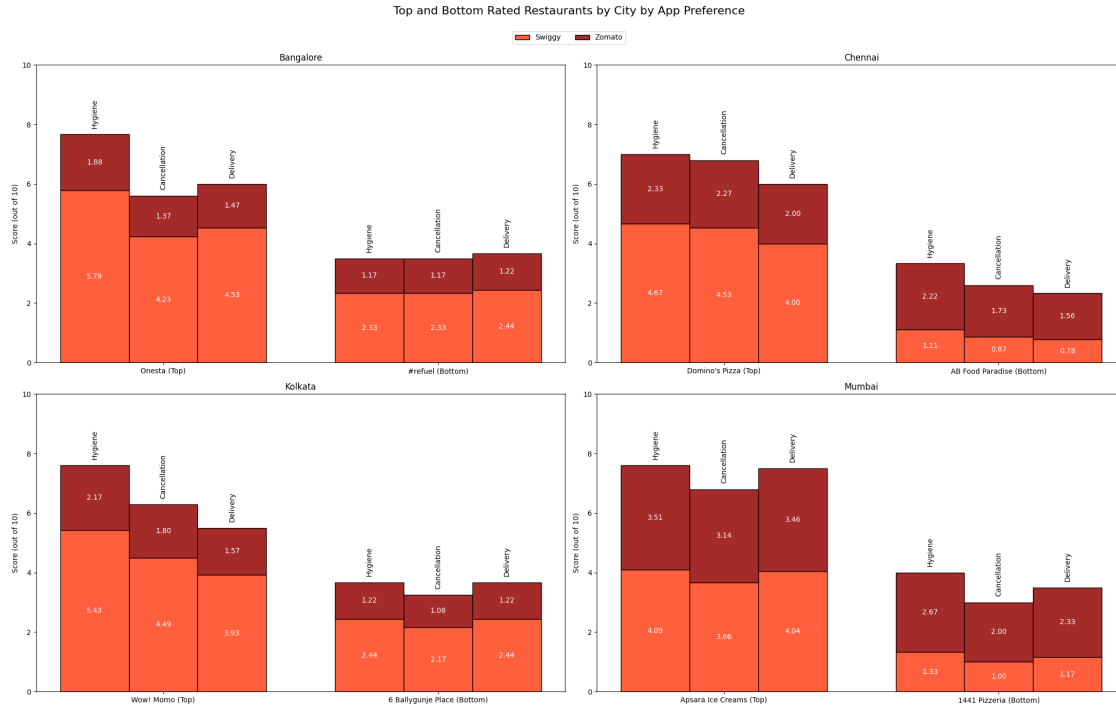 Top and Bottom Rated Restaurants by City by App Preference
Swiggy Zomato
Bangalore
Score (out of 10)
10
8
6
4
2
0
Hygiene
Cancellation
Delivery
1.88
1.37
1.47
5.79
4.23
4.53
Hygiene
Cancellation
Delivery
1.17
1.17
1.22
2.33
2.33
2.44
Onesta (Top)
#refuel (Bottom)
Chennai
Score (out of 10)
10
8
6
4
2
0
Hygiene
Cancellation
Delivery
2.33
2.27
2.00
4.67
4.53
4.00
Hygiene
Cancellation
Delivery
2.22
1.73
1.56
1.11
0.87
0.78
Domino's Pizza (Top)
AB Food Paradise (Bottom)
Kolkata
Score (out of 10)
10
8
6
4
2
0
Hygiene
Cancellation
Delivery
2.17
1.80
1.57
5.43
4.49
3.93
Hygiene
Cancellation
Delivery
1.22
1.08
1.22
2.44
2.17
2.44
Wow! Momo (Top)
6 Ballygunje Place (Bottom)
Mumbai
Score (out of 10)
10
8
6
4
2
0
Hygiene
Cancellation
Delivery
3.51
3.14
3.46
4.09
3.66
4.04
Hygiene
Cancellation
Delivery
2.67
2.00
2.33
1.33
1.00
1.17
Apsara Ice Creams (Top)
1441 Pizzeria (Bottom)